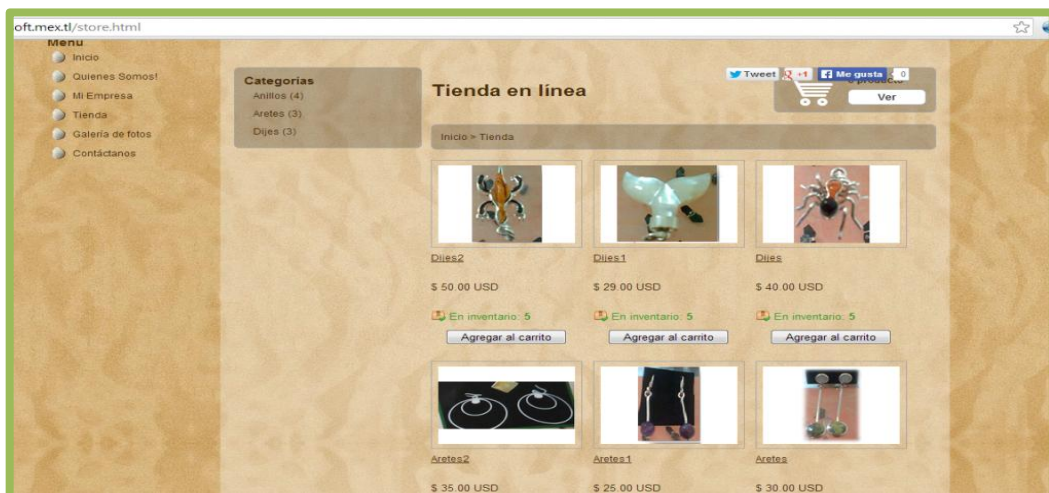 oft.mex.tl/store.html
Menu
Inicio
Quienes Somos!
Mi Empresa
Tienda
Galería de fotos
Contáctanos
Categorías
Anillos (4)
Aretes (3)
Dijes (3)
Tienda en línea
Tweet +1 Me gusta 0
0 producto
Ver
Inicio > Tienda
Dijes2 Dijes1 Dijes
$ 50.00 USD $ 29.00 USD $ 40.00 USD
En inventario: 5 En inventario: 5 En inventario: 5
Agregar al carrito Agregar al carrito Agregar al carrito
Aretes2 Aretes1 Aretes
$ 35.00 USD $ 25.00 USD $ 30.00 USD